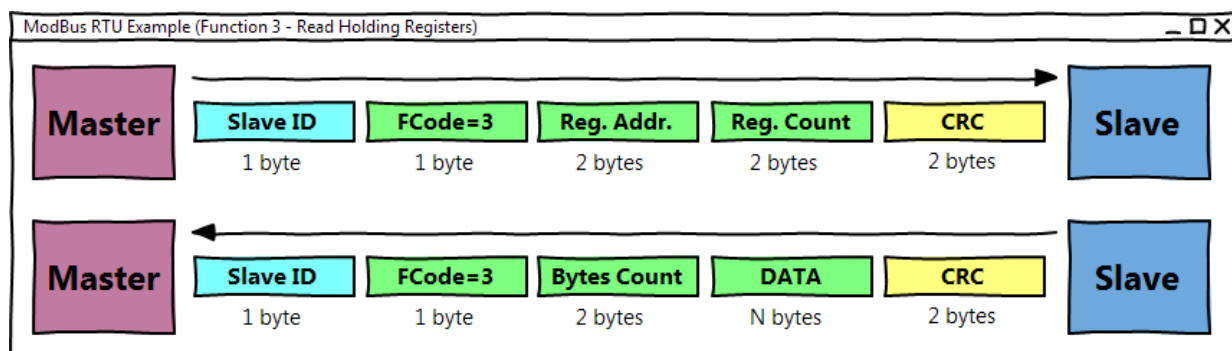 ModBus RTU Example (Function 3 - Read Holding Registers)
Master
Slave ID FCode=3 Reg. Addr. Reg. Count CRC
Slave
1 byte 1 byte 2 bytes 2 bytes 2 bytes
Master
Slave ID FCode=3 Bytes Count DATA CRC
Slave
1 byte 1 byte 2 bytes N bytes 2 bytes